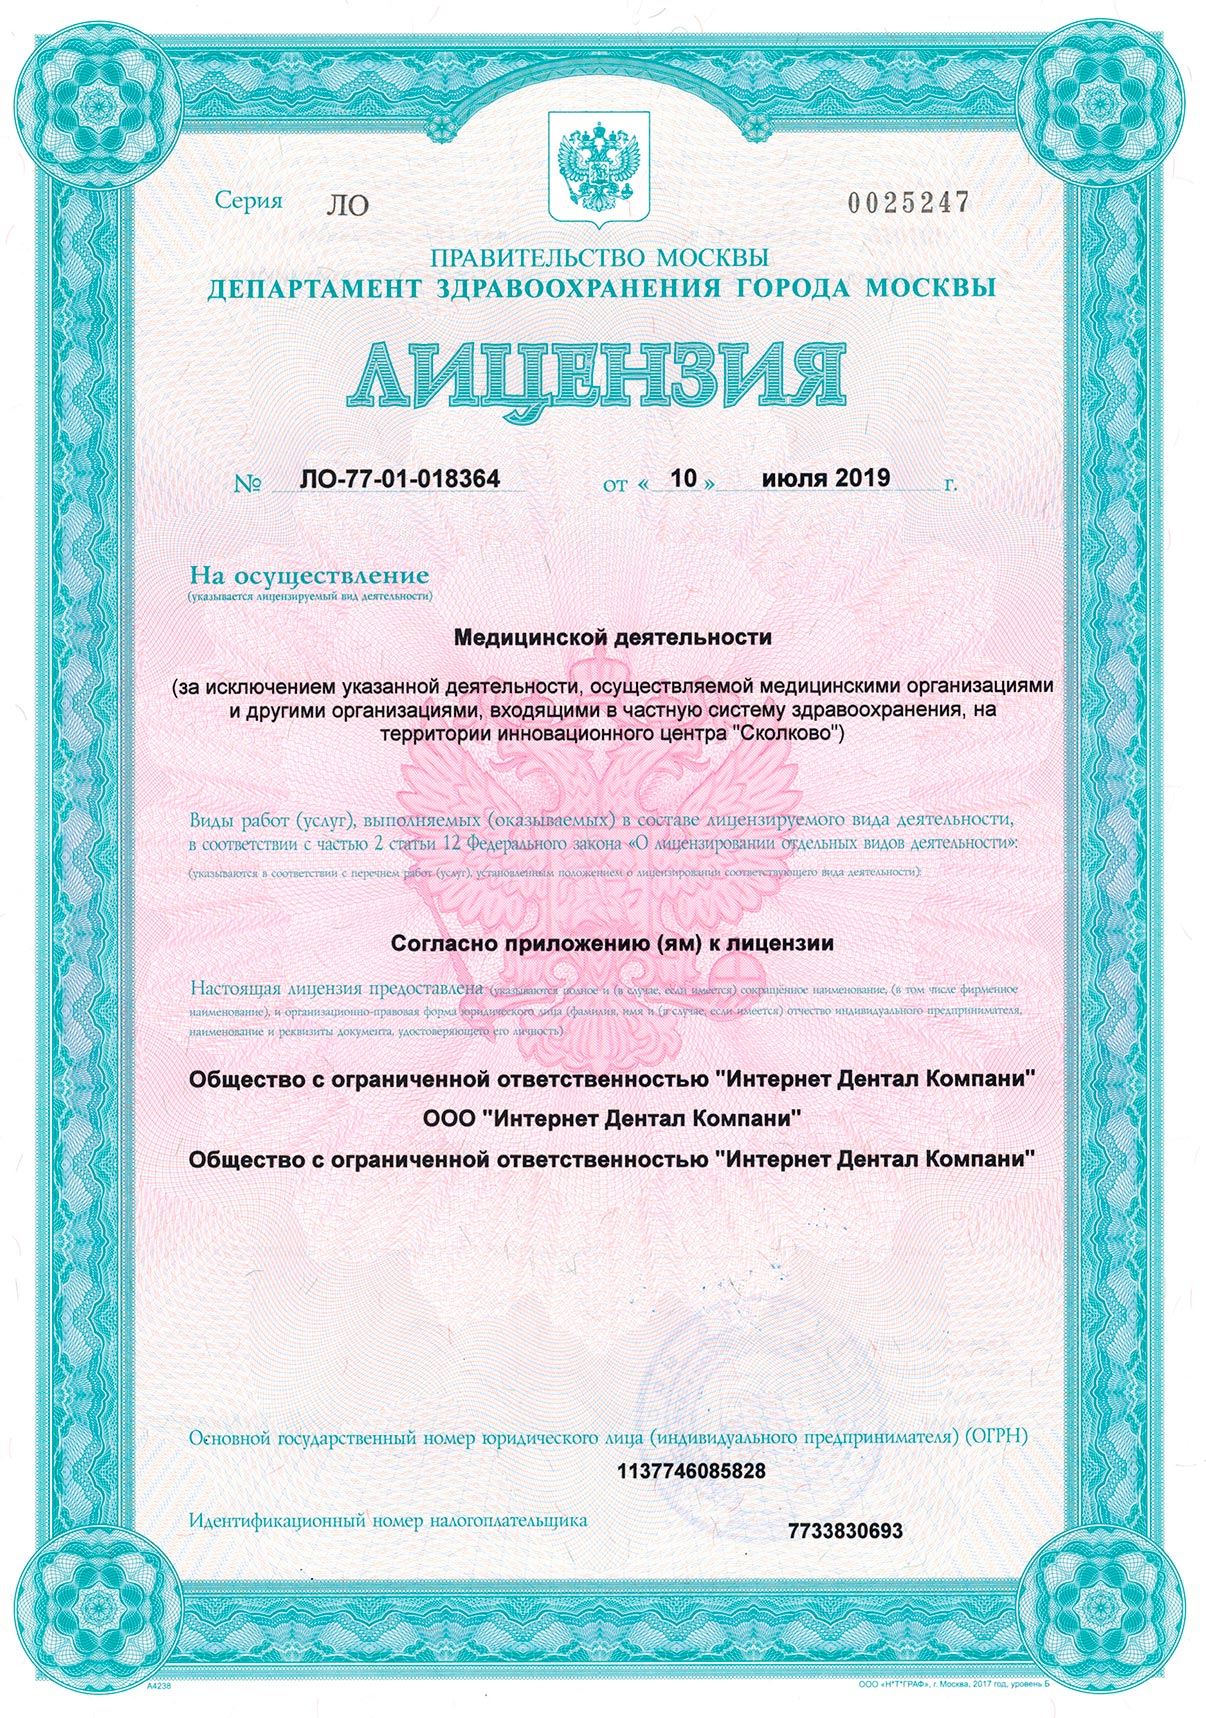 Серия ЛО 0025247
ПРАВИТЕЛЬСТВО МОСКВЫ
ДЕПАРТАМЕНТ ЗДРАВООХРАНЕНИЯ ГОРОДА МОСКВЫ
ЛИЦЕНЗИЯ
№ ЛО-77-01-018364 от « 10 » июля 2019 г.
На осуществление
(указывается лицензируемый вид деятельности)
Медицинской деятельности
(за исключением указанной деятельности, осуществляемой медицинскими организациями
и другими организациями, входящими в частную систему здравоохранения, на
территории инновационного центра "Сколково")
Виды работ (услуг), выполняемых (оказываемых) в составе лицензируемого вида деятельности,
в соответствии с частью 2 статьи 12 Федерального закона «О лицензировании отдельных видов деятельности»:
(указываются в соответствии с перечнем работ (услуг), установленным положением о лицензировании соответствующего вида деятельности):
Согласно приложению (ям) к лицензии
Настоящая лицензия предоставлена (указываются полное и (в случае, если имеется) сокращённое наименование, (в том числе фирменное
наименование), и организационно-правовая форма юридического лица (фамилия, имя и (в случае, если имеется) отчество индивидуального предпринимателя,
наименование и реквизиты документа, удостоверяющего его личность)
Общество с ограниченной ответственностью "Интернет Дентал Компани"
ООО "Интернет Дентал Компани"
Общество с ограниченной ответственностью "Интернет Дентал Компани"
Основной государственный номер юридического лица (индивидуального предпринимателя) (ОГРН)
1137746085828
Идентификационный номер налогоплательщика
7733830693
А4238
ООО «Н*Т*ГРАФ», г. Москва, 2017 год, уровень Б